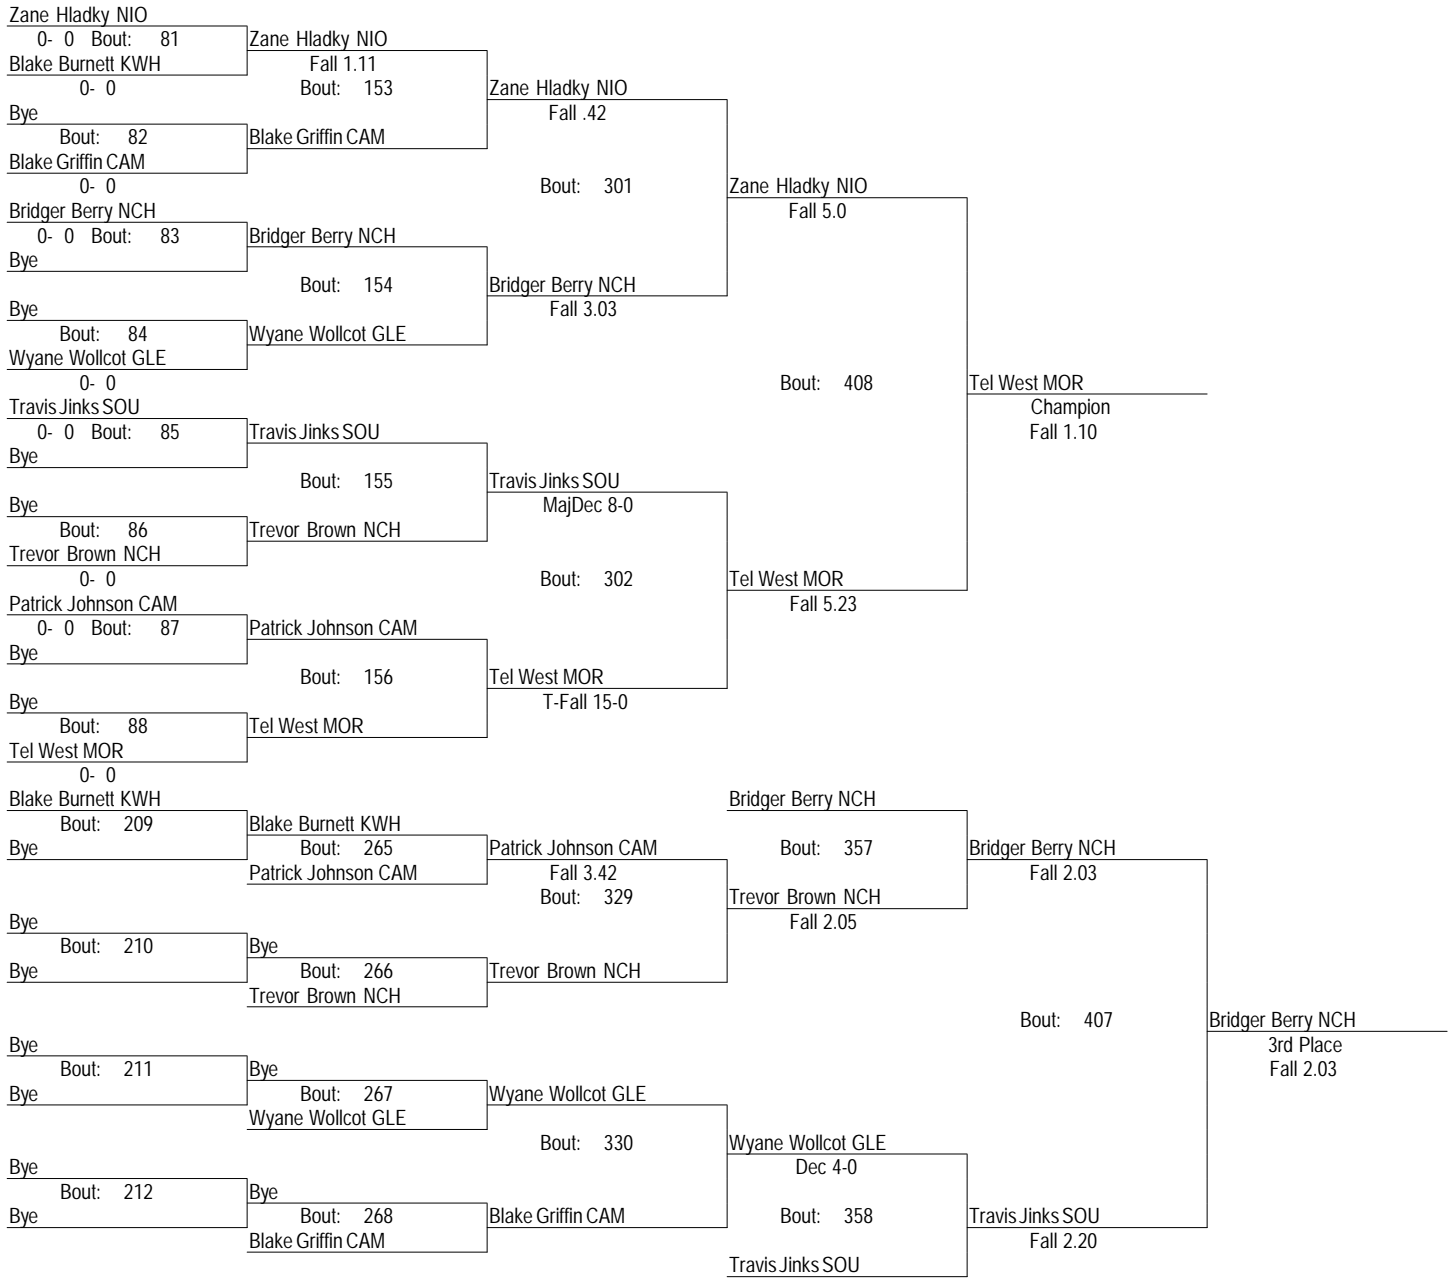 Zane Hladky NIO
0- 0 Bout: 81
Zane Hladky NIO
Blake Burnett KWH
Fall 1.11
0- 0
Bout: 153
Zane Hladky NIO
Bye
Fall .42
Bout: 82
Blake Griffin CAM
Blake Griffin CAM
0- 0
Bout: 301
Zane Hladky NIO
Bridger Berry NCH
Fall 5.0
0- 0 Bout: 83
Bridger Berry NCH
Bye
Bout: 154
Bridger Berry NCH
Bye
Fall 3.03
Bout: 84
Wyane Wollcot GLE
Wyane Wollcot GLE
0- 0
Bout: 408
Tel West MOR
Travis Jinks SOU
Champion
0- 0 Bout: 85
Travis Jinks SOU
Fall 1.10
Bye
Bout: 155
Travis Jinks SOU
Bye
MajDec 8-0
Bout: 86
Trevor Brown NCH
Trevor Brown NCH
0- 0
Bout: 302
Tel West MOR
Patrick Johnson CAM
Fall 5.23
0- 0 Bout: 87
Patrick Johnson CAM
Bye
Bout: 156
Tel West MOR
Bye
T-Fall 15-0
Bout: 88
Tel West MOR
Tel West MOR
0- 0
Blake Burnett KWH
Bridger Berry NCH
Bout: 209
Blake Burnett KWH
Bye
Bout: 265
Patrick Johnson CAM
Bout: 357
Bridger Berry NCH
Patrick Johnson CAM
Fall 3.42
Fall 2.03
Bout: 329
Trevor Brown NCH
Bye
Fall 2.05
Bout: 210
Bye
Bye
Bout: 266
Trevor Brown NCH
Trevor Brown NCH
Bout: 407
Bridger Berry NCH
Bye
3rd Place
Bout: 211
Bye
Fall 2.03
Bye
Bout: 267
Wyane Wollcot GLE
Wyane Wollcot GLE
Bout: 330
Wyane Wollcot GLE
Bye
Dec 4-0
Bout: 212
Bye
Bye
Bout: 268
Blake Griffin CAM
Bout: 358
Travis Jinks SOU
Blake Griffin CAM
Fall 2.20
Travis Jinks SOU